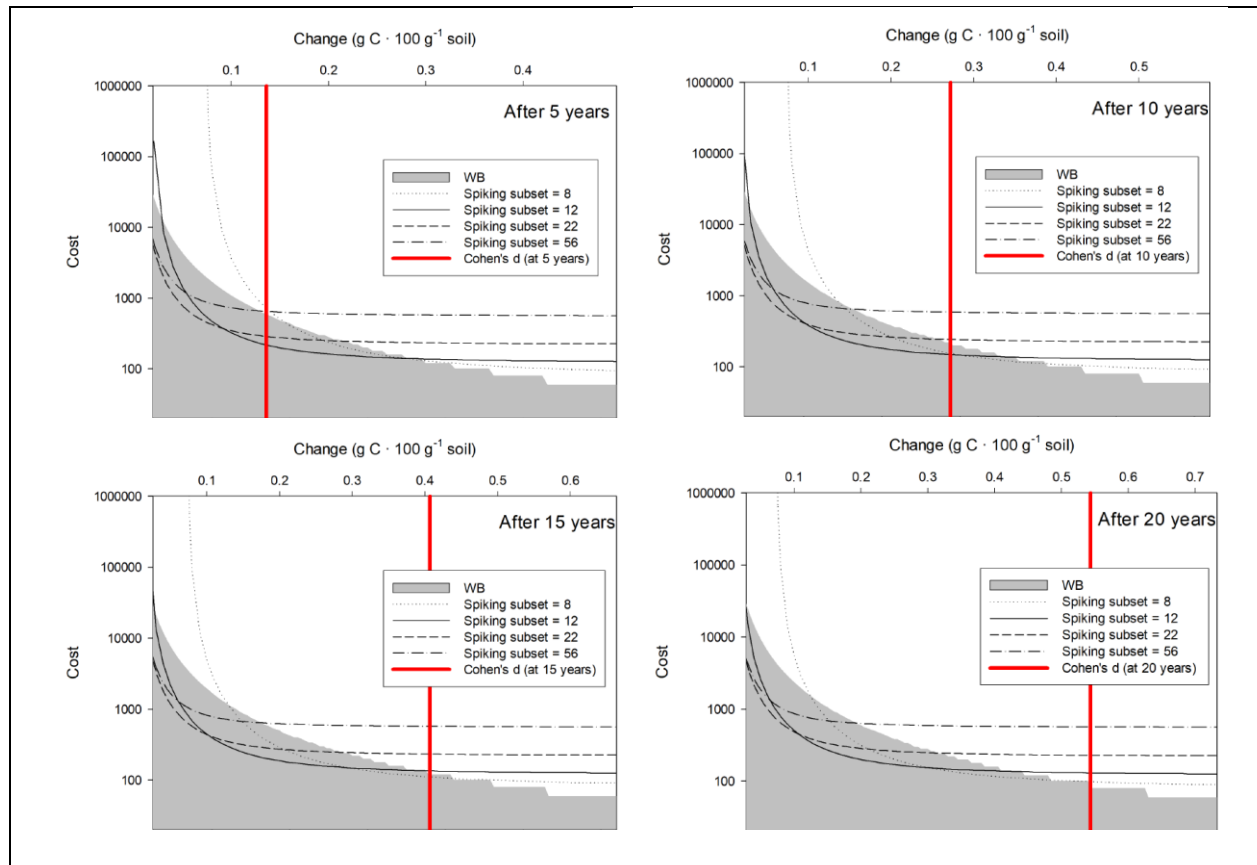 Change (g C · 100 g⁻¹ soil)
0.1 0.2 0.3 0.4
1000000
100000
10000
1000
100
Cost
After 5 years
WB
Spiking subset = 8
Spiking subset = 12
Spiking subset = 22
Spiking subset = 56
Cohen's d (at 5 years)
Change (g C · 100 g⁻¹ soil)
0.1 0.2 0.3 0.4 0.5
1000000
100000
10000
1000
100
Cost
After 10 years
WB
Spiking subset = 8
Spiking subset = 12
Spiking subset = 22
Spiking subset = 56
Cohen's d (at 10 years)
Change (g C · 100 g⁻¹ soil)
0.1 0.2 0.3 0.4 0.5 0.6
1000000
100000
10000
1000
100
Cost
After 15 years
WB
Spiking subset = 8
Spiking subset = 12
Spiking subset = 22
Spiking subset = 56
Cohen's d (at 15 years)
Change (g C · 100 g⁻¹ soil)
0.1 0.2 0.3 0.4 0.5 0.6 0.7
1000000
100000
10000
1000
100
Cost
After 20 years
WB
Spiking subset = 8
Spiking subset = 12
Spiking subset = 22
Spiking subset = 56
Cohen's d (at 20 years)